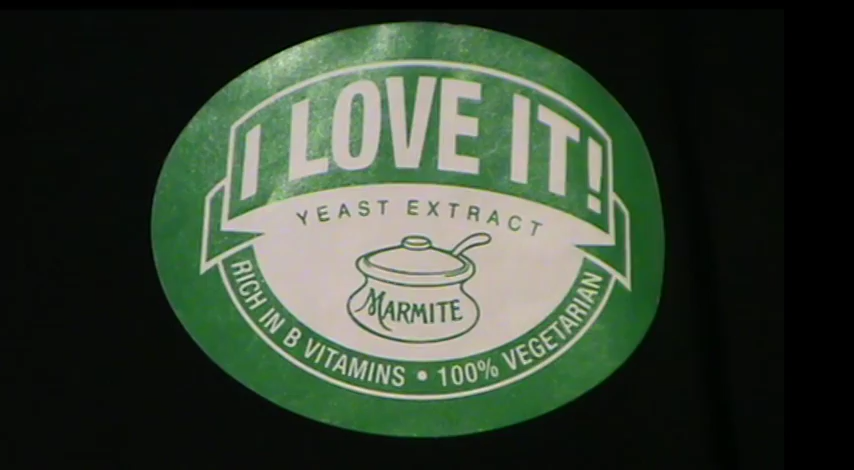 I LOVE IT!
YEAST EXTRACT
MARMITE
RICH IN B VITAMINS • 100% VEGETARIAN